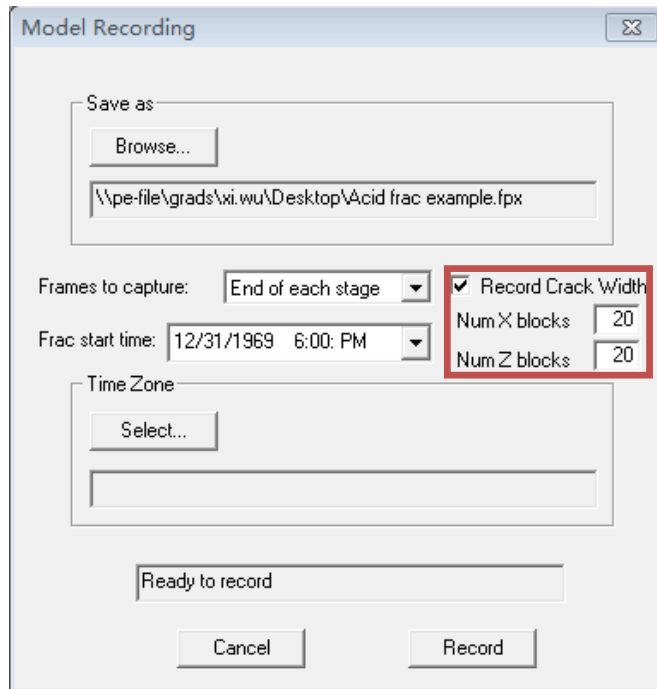 Model Recording
Save as
Browse...
\\pe-file\grads\xi.wu\Desktop\Acid frac example.fpx
Frames to capture: End of each stage Record Crack Width
Num X blocks 20
Frac start time: 12/31/1969 6:00: PM
Num Z blocks 20
Time Zone
Select...
Ready to record
Cancel Record